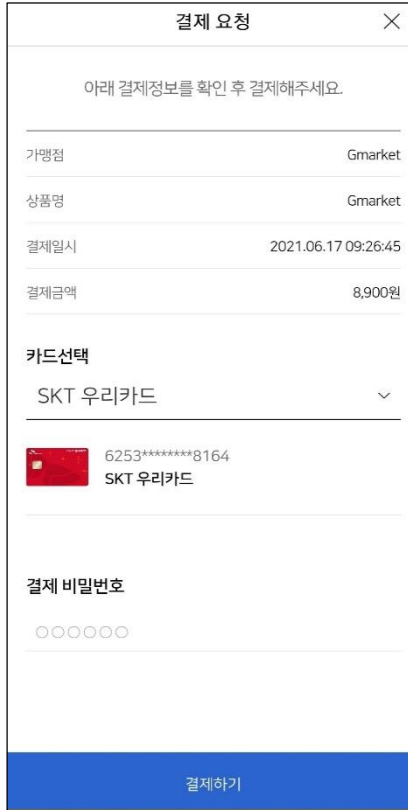 결제 요청
아래 결제정보를 확인 후 결제해주세요.
가맹점 Gmarket
상품명 Gmarket
결제일시 2021.06.17 09:26:45
결제금액 8,900원
카드선택
SKT 우리카드
6253********8164
SKT 우리카드
결제 비밀번호
결제하기